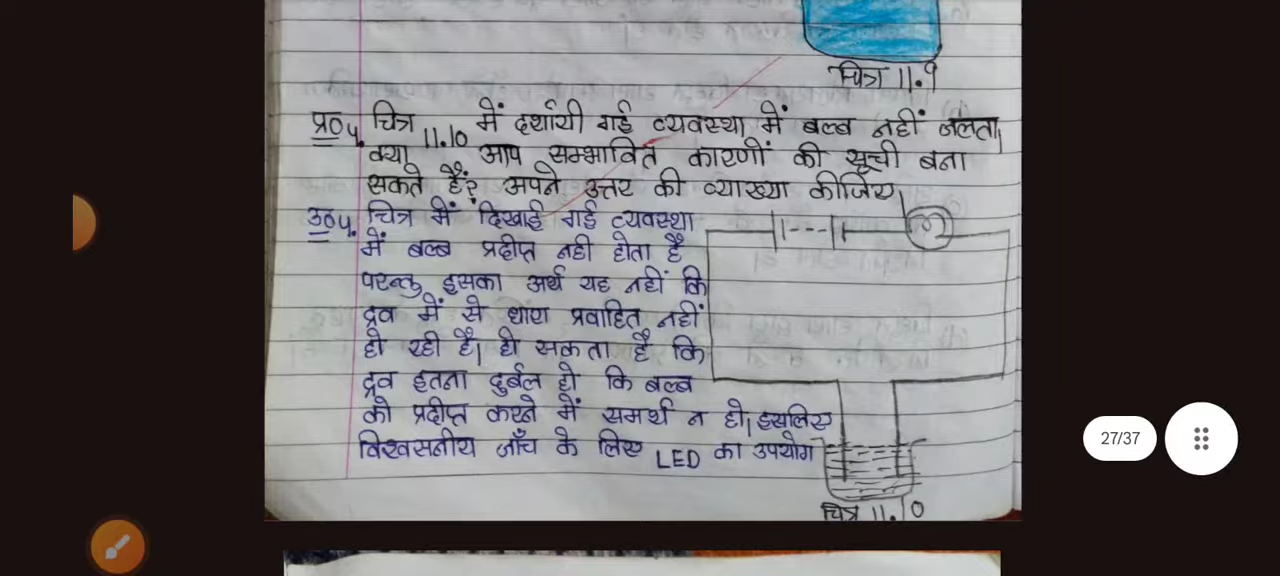 चित्र 11.9
प्र०5. चित्र 11.10 में दर्शायी गई व्यवस्था में बल्ब नहीं जलता।
क्या आप सम्भावित कारणों की सूची बना
सकते हैं? अपने उत्तर की व्याख्या कीजिए।
उ०5. चित्र में दिखाई गई व्यवस्था
में बल्ब प्रदीप्त नही होता है
परन्तु इसका अर्थ यह नहीं कि
द्रव में से धारा प्रवाहित नहीं
हो रही है। हो सकता है कि
द्रव इतना दुर्बल हो कि बल्ब
को प्रदीप्त करने में समर्थ न हो। इसलिए
विश्वसनीय जाँच के लिए LED का उपयोग
चित्र 11.10
27/37